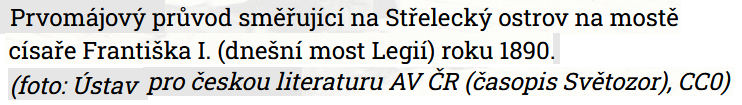 Prvomájový průvod směřující na Střelecký ostrov na mostě
císaře Františka I. (dnešní most Legií) roku 1890.
(foto: Ústav pro českou literaturu AV ČR (časopis Světozor), CC0)